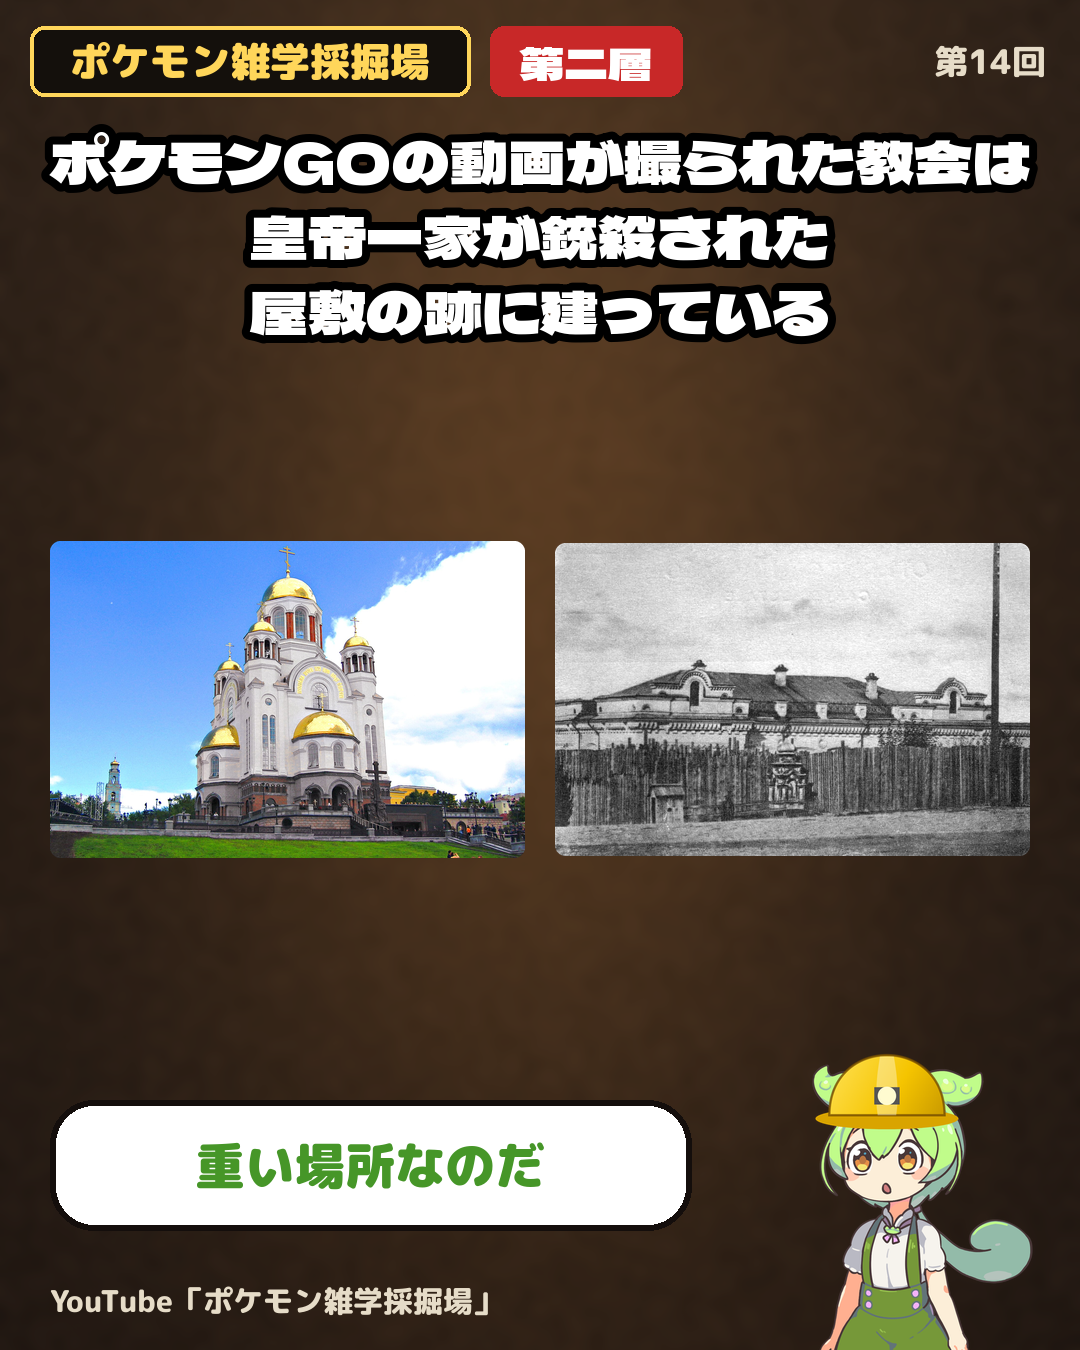 ポケモン雑学採掘場
第二層
第14回
ポケモンGOの動画が撮られた教会は
皇帝一家が銃殺された
屋敷の跡に建っている
重い場所なのだ
YouTube「ポケモン雑学採掘場」